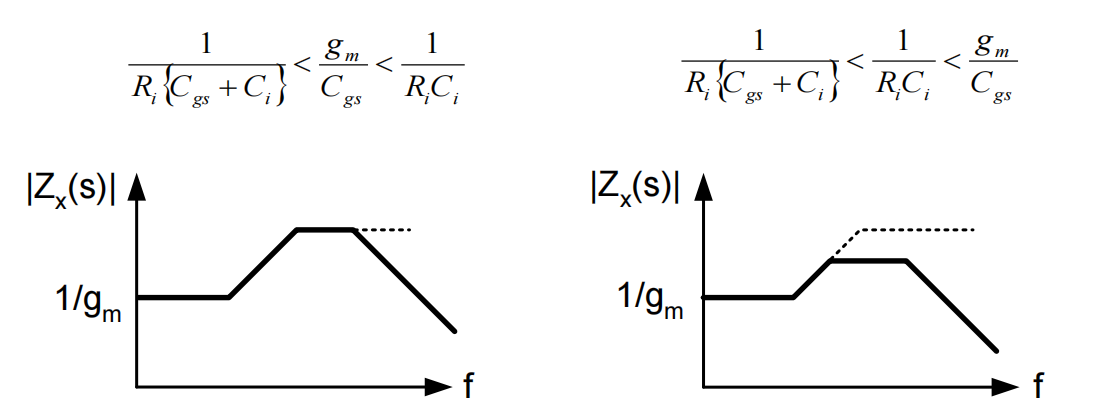 1 / R_i{C_gs + C_i} < g_m / C_gs < 1 / R_iC_i
1 / R_i{C_gs + C_i} < 1 / R_iC_i < g_m / C_gs
|Z_x(s)|
1/g_m
f
|Z_x(s)|
1/g_m
f